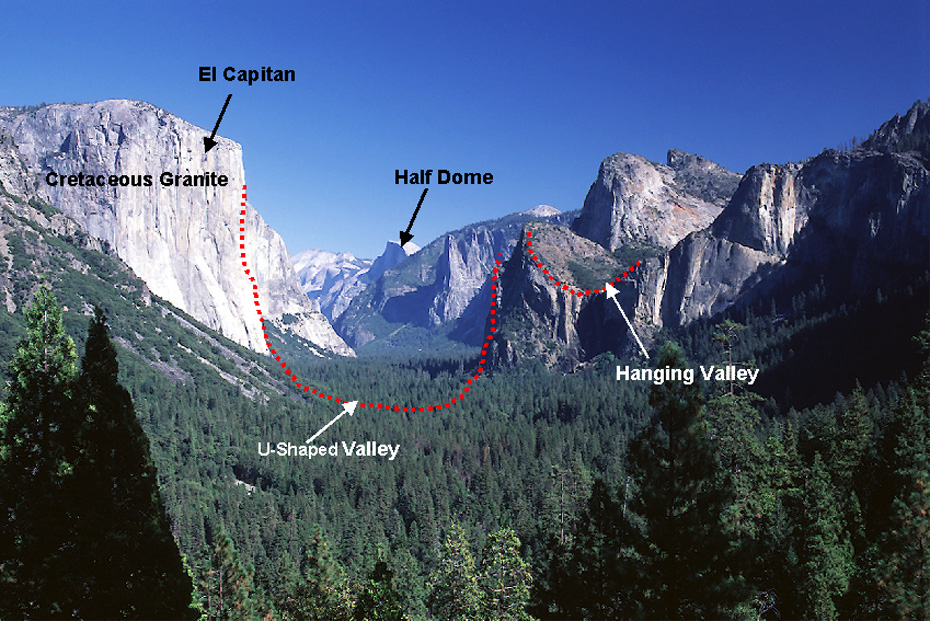 El Capitan
Cretaceous Granite
Half Dome
Hanging Valley
U-Shaped Valley